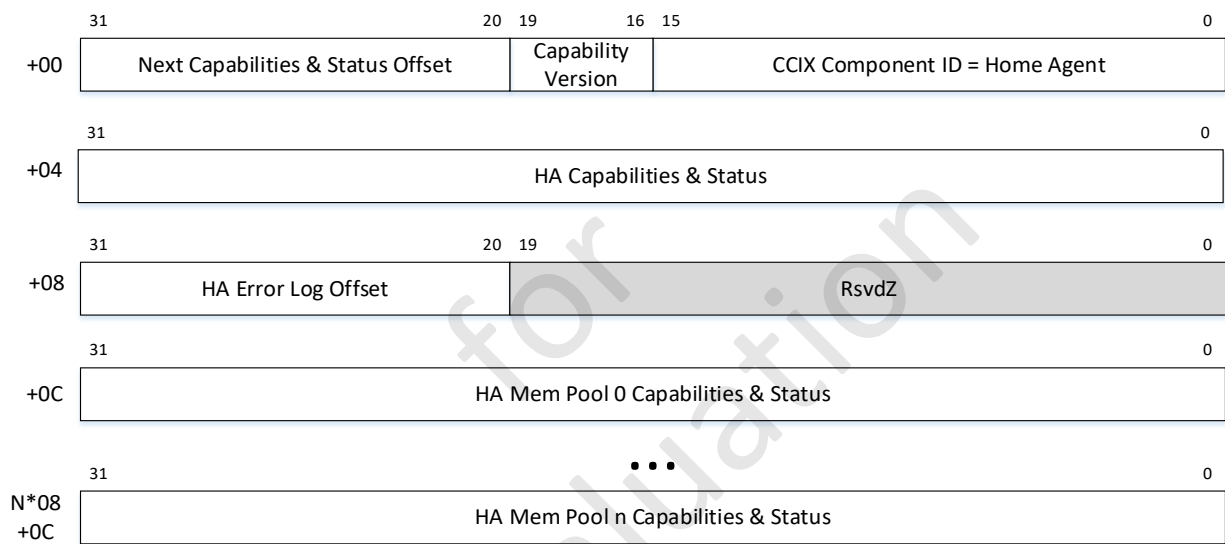 31 20 19 16 15 0
+00 Next Capabilities & Status Offset Capability Version CCIX Component ID = Home Agent
31 0
+04 HA Capabilities & Status
31 20 19 0
+08 HA Error Log Offset RsvdZ
31 0
+0C HA Mem Pool 0 Capabilities & Status
...
31 0
N*08 +0C HA Mem Pool n Capabilities & Status
for
evaluation